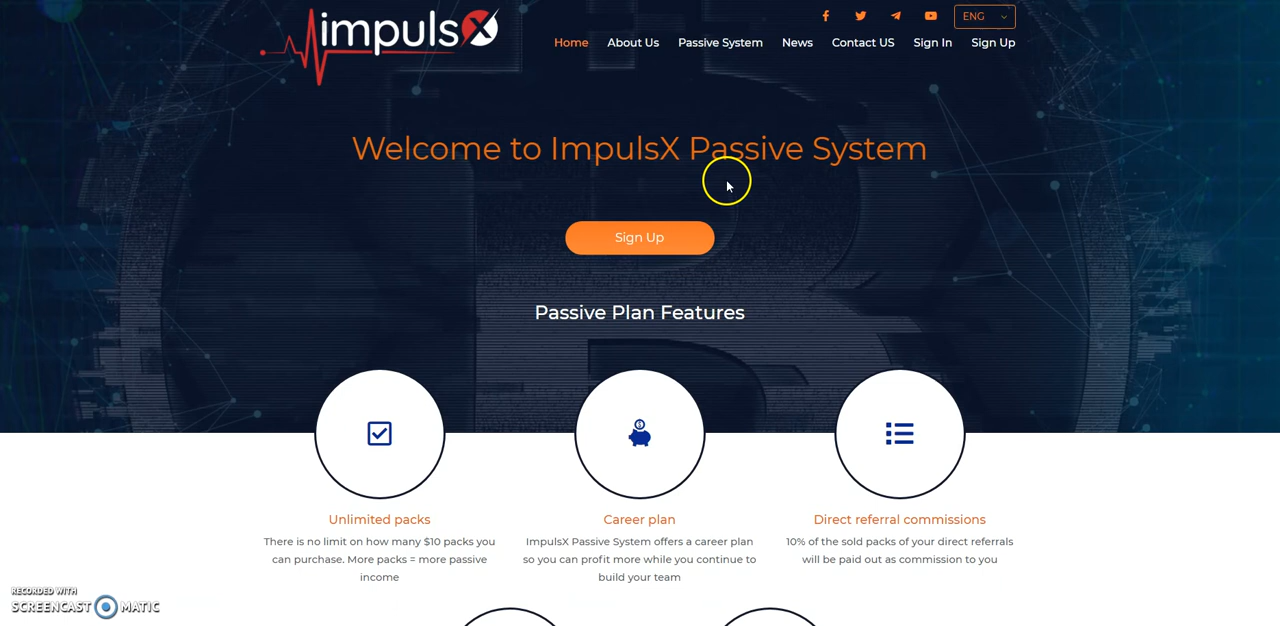 impulsX
ENG
Home About Us Passive System News Contact US Sign In Sign Up
Welcome to ImpulsX Passive System
Sign Up
Passive Plan Features
Unlimited packs
There is no limit on how many $10 packs you
can purchase. More packs = more passive
income
Career plan
ImpulsX Passive System offers a career plan
so you can profit more while you continue to
build your team
Direct referral commissions
10% of the sold packs of your direct referrals
will be paid out as commission to you
RECORDED WITH
SCREENCAST MATIC